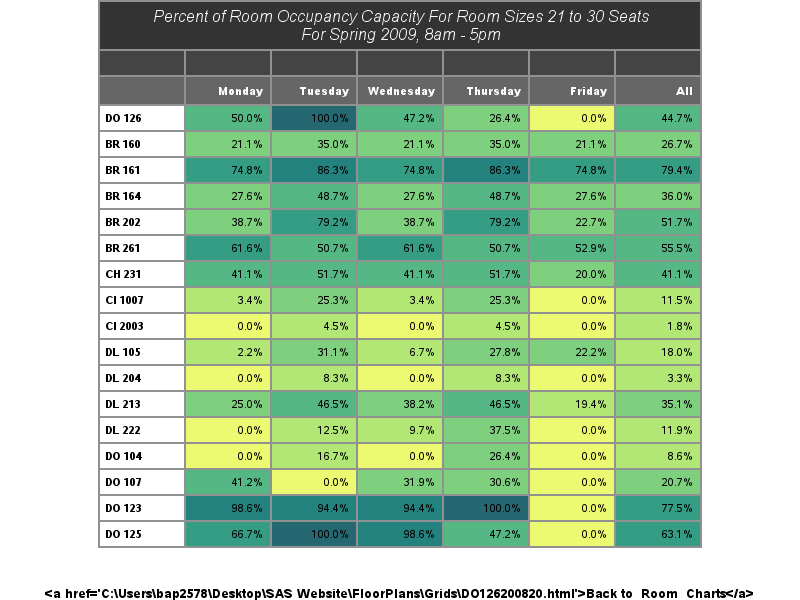 Percent of Room Occupancy Capacity For Room Sizes 21 to 30 Seats
For Spring 2009, 8am - 5pm
Monday Tuesday Wednesday Thursday Friday All
DO 126 50.0% 100.0% 47.2% 26.4% 0.0% 44.7%
BR 160 21.1% 35.0% 21.1% 35.0% 21.1% 26.7%
BR 161 74.8% 86.3% 74.8% 86.3% 74.8% 79.4%
BR 164 27.6% 48.7% 27.6% 48.7% 27.6% 36.0%
BR 202 38.7% 79.2% 38.7% 79.2% 22.7% 51.7%
BR 261 61.6% 50.7% 61.6% 50.7% 52.9% 55.5%
CH 231 41.1% 51.7% 41.1% 51.7% 20.0% 41.1%
CI 1007 3.4% 25.3% 3.4% 25.3% 0.0% 11.5%
CI 2003 0.0% 4.5% 0.0% 4.5% 0.0% 1.8%
DL 105 2.2% 31.1% 6.7% 27.8% 22.2% 18.0%
DL 204 0.0% 8.3% 0.0% 8.3% 0.0% 3.3%
DL 213 25.0% 46.5% 38.2% 46.5% 19.4% 35.1%
DL 222 0.0% 12.5% 9.7% 37.5% 0.0% 11.9%
DO 104 0.0% 16.7% 0.0% 26.4% 0.0% 8.6%
DO 107 41.2% 0.0% 31.9% 30.6% 0.0% 20.7%
DO 123 98.6% 94.4% 94.4% 100.0% 0.0% 77.5%
DO 125 66.7% 100.0% 98.6% 47.2% 0.0% 63.1%
&lt;a href='C:\Users\bap2578\Desktop\SAS Website\FloorPlans\Grids\DO126200820.html'&gt;Back to Room Charts&lt;/a&gt;